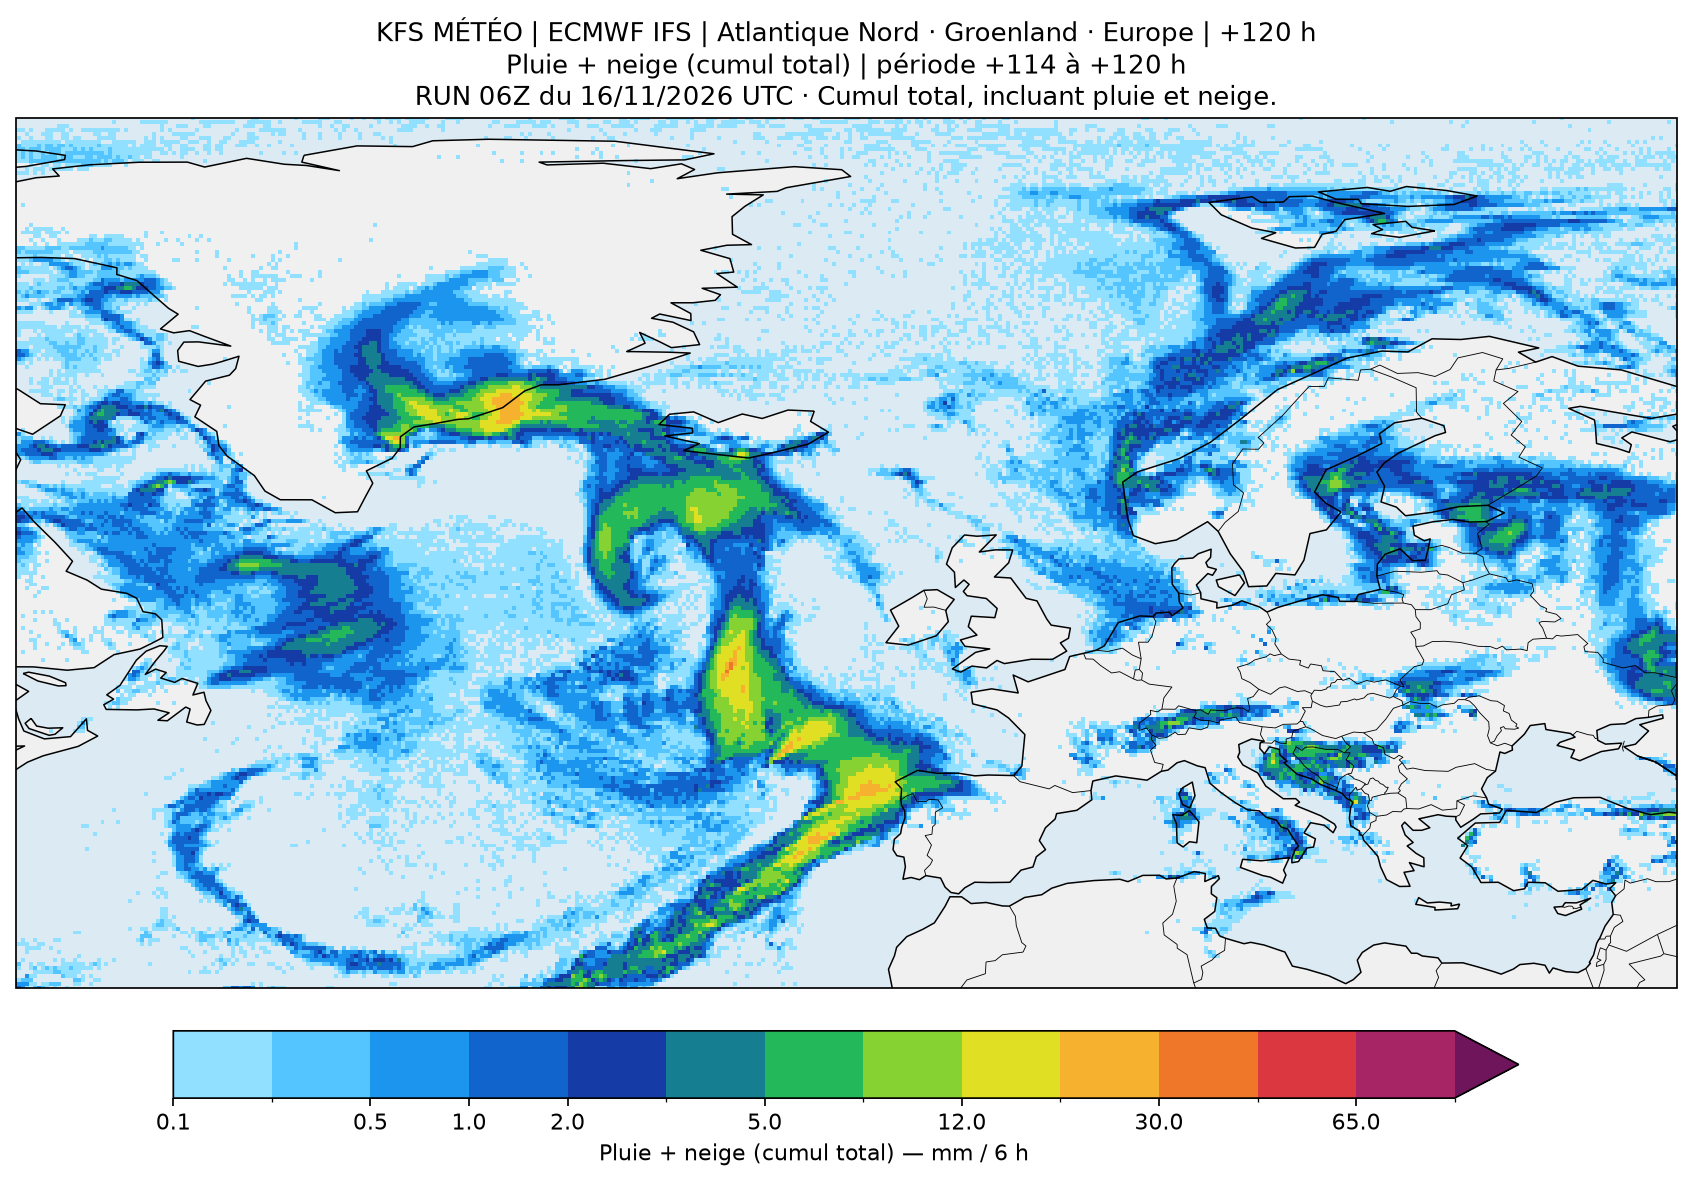 KFS MÉTÉO | ECMWF IFS | Atlantique Nord · Groenland · Europe | +120 h
Pluie + neige (cumul total) | période +114 à +120 h
RUN 06Z du 16/11/2026 UTC · Cumul total, incluant pluie et neige.
0.1 0.5 1.0 2.0 5.0 12.0 30.0 65.0
Pluie + neige (cumul total) — mm / 6 h